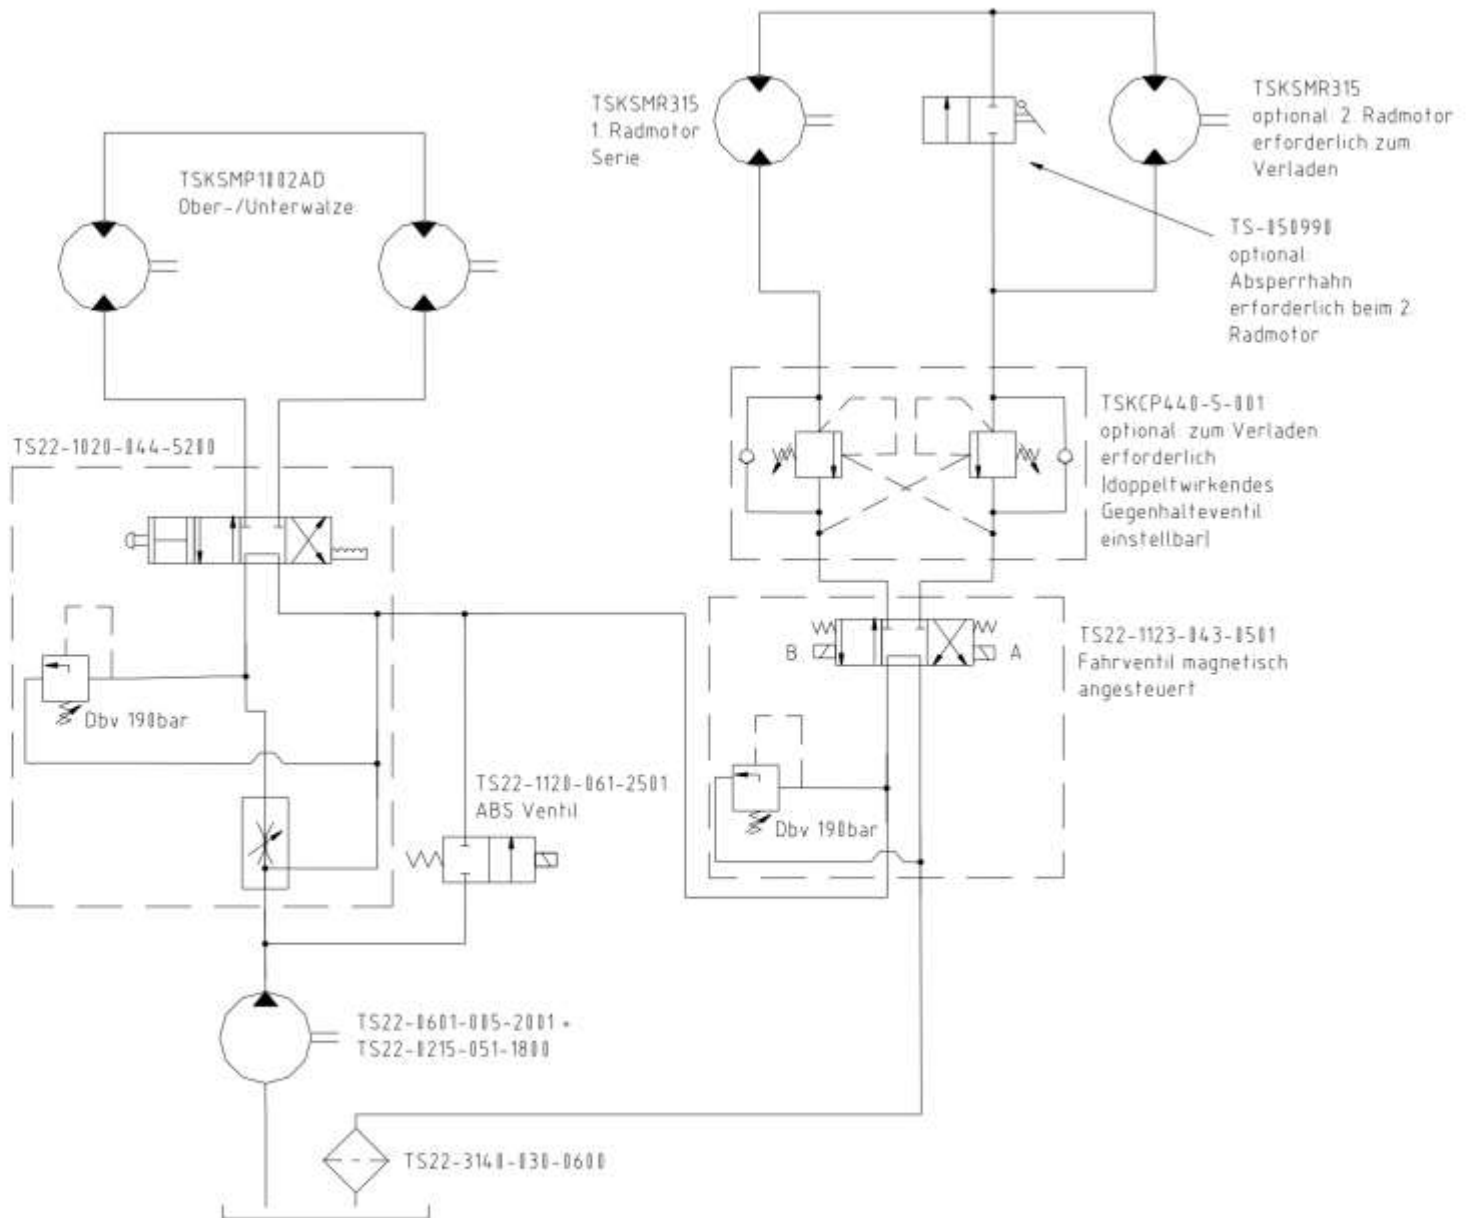 TSKSMR315
1. Radmotor
Serie
TSKSMR315
optional: 2. Radmotor
erforderlich zum
Verladen
TSKSMP1002AD
Ober-/Unterwalze
TS-050990
optional:
Absperrhahn
erforderlich beim 2.
Radmotor
TSKCP440-S-001
optional: zum Verladen
erforderlich
(doppeltwirkendes
Gegenhalteventil
einstellbar)
TS22-1020-044-5200
TS22-1123-043-0501
Fahrventil magnetisch
angesteuert
B
A
Dbv 190bar
TS22-1120-061-2501
ABS Ventil
Dbv 190bar
TS22-0601-005-2001 +
TS22-0215-051-1800
TS22-3140-030-0600